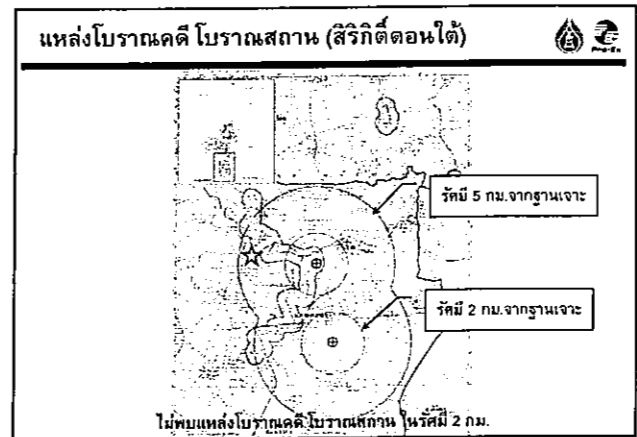 แหล่งโบราณคดี โบราณสถาน (สิริกิติ์ตอนใต้)
Pro-En
รัศมี 5 กม.จากฐานเจาะ
รัศมี 2 กม.จากฐานเจาะ
ไม่พบแหล่งโบราณคดี โบราณสถาน ในรัศมี 2 กม.